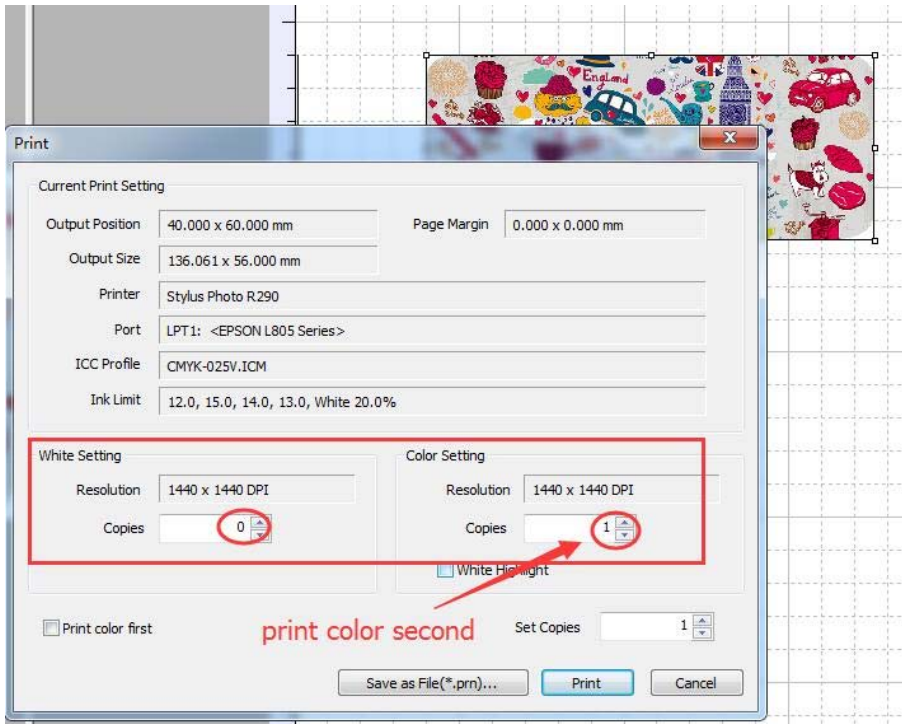 England
London
Print
X
Current Print Setting
Output Position 40.000 x 60.000 mm Page Margin 0.000 x 0.000 mm
Output Size 136.061 x 56.000 mm
Printer Stylus Photo R290
Port LPT1: <EPSON L805 Series>
ICC Profile CMYK-025V.ICM
Ink Limit 12.0, 15.0, 14.0, 13.0, White 20.0%
White Setting Color Setting
Resolution 1440 x 1440 DPI Resolution 1440 x 1440 DPI
Copies 0 Copies 1
White Highlight
Print color first print color second Set Copies 1
Save as File(*.prn)... Print Cancel